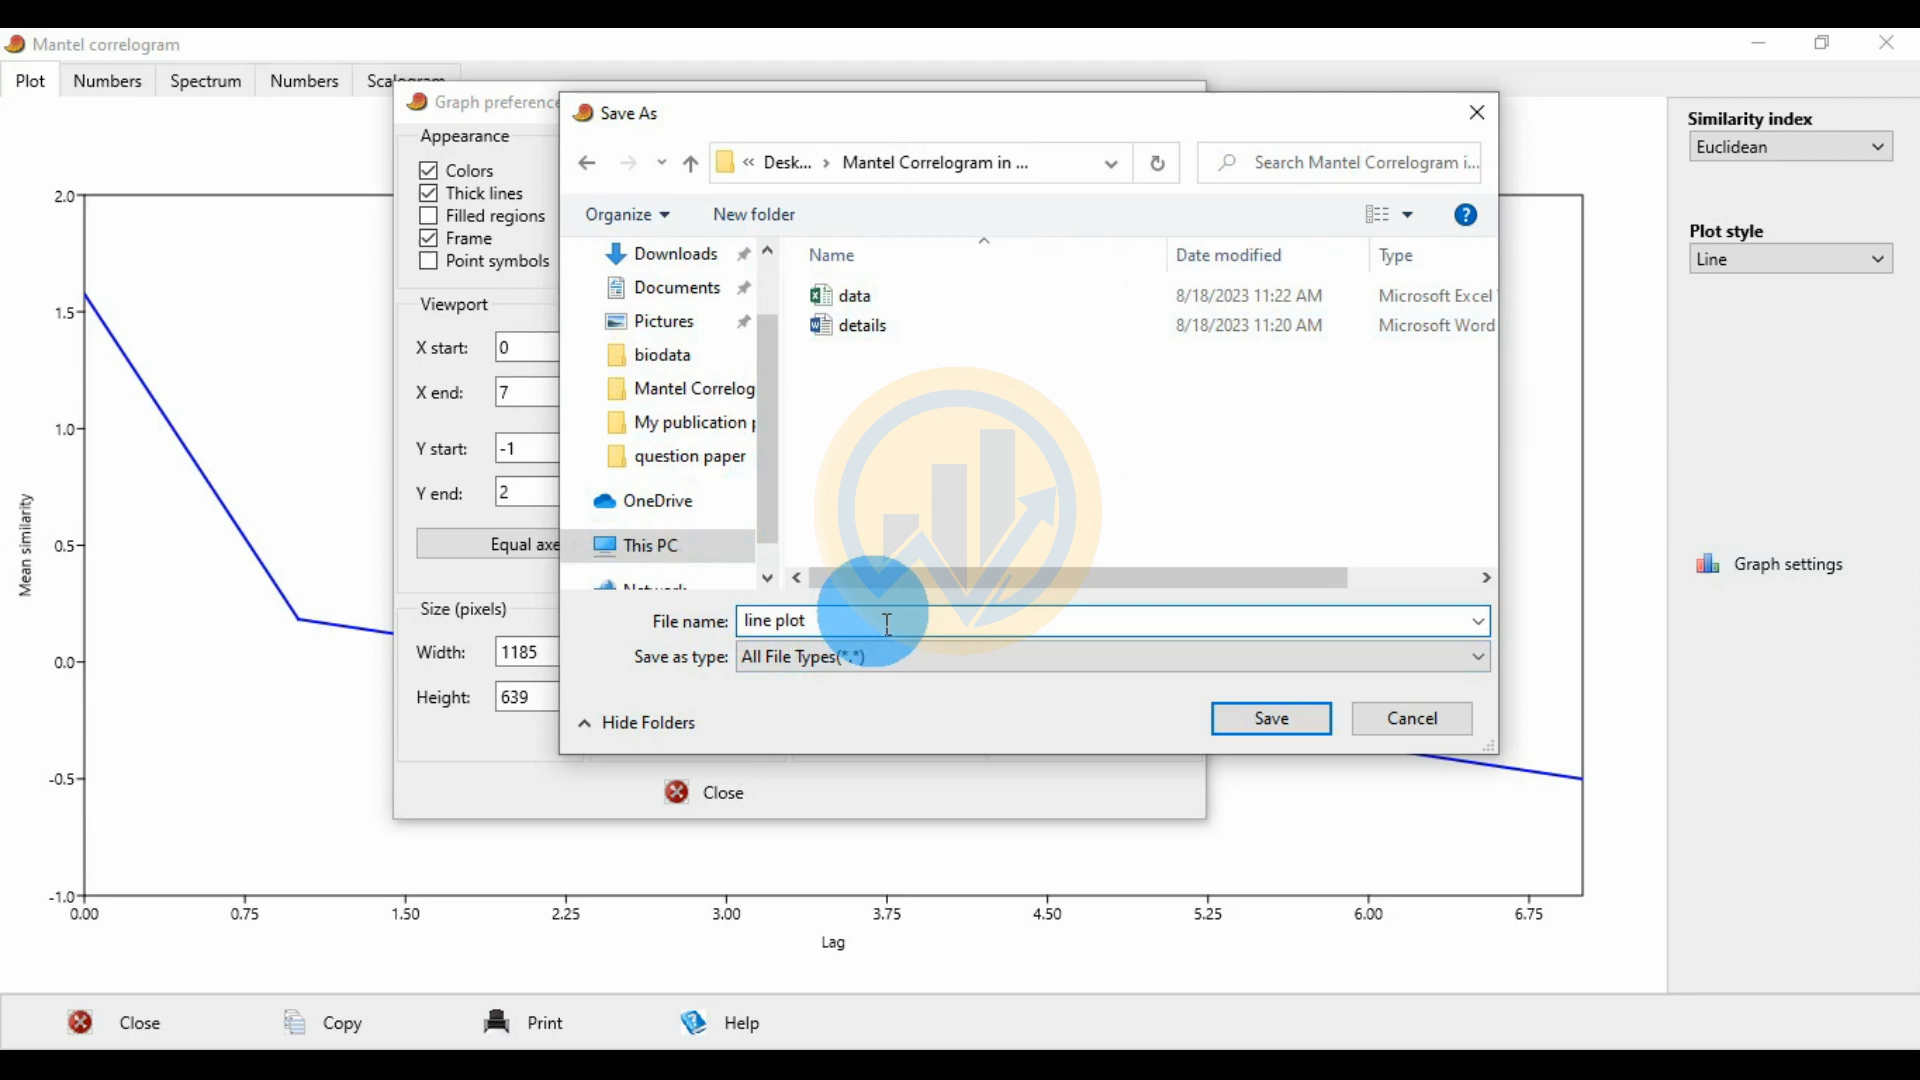 Mantel correlogram
Plot Numbers Spectrum Numbers Scalogram
Graph preference
Appearance
Colors
Thick lines
Filled regions
Frame
Point symbols
Viewport
X start: 0
X end: 7
Y start: -1
Y end: 2
Equal axe
Size (pixels)
Width: 1185
Height: 639
Close
Save As
« Desk... › Mantel Correlogram in ...
Search Mantel Correlogram i...
Organize New folder
Downloads
Documents
Pictures
biodata
Mantel Correlog
My publication p
question paper
OneDrive
This PC
Network
Name Date modified Type
data 8/18/2023 11:22 AM Microsoft Excel
details 8/18/2023 11:20 AM Microsoft Word
File name: line plot
Save as type: All File Types(*.*)
Hide Folders
Save Cancel
Similarity index
Euclidean
Plot style
Line
Graph settings
Mean similarity
2.0
1.5
1.0
0.5
0.0
-0.5
-1.0
0.00 0.75 1.50 2.25 3.00 3.75 4.50 5.25 6.00 6.75
Lag
Close Copy Print Help